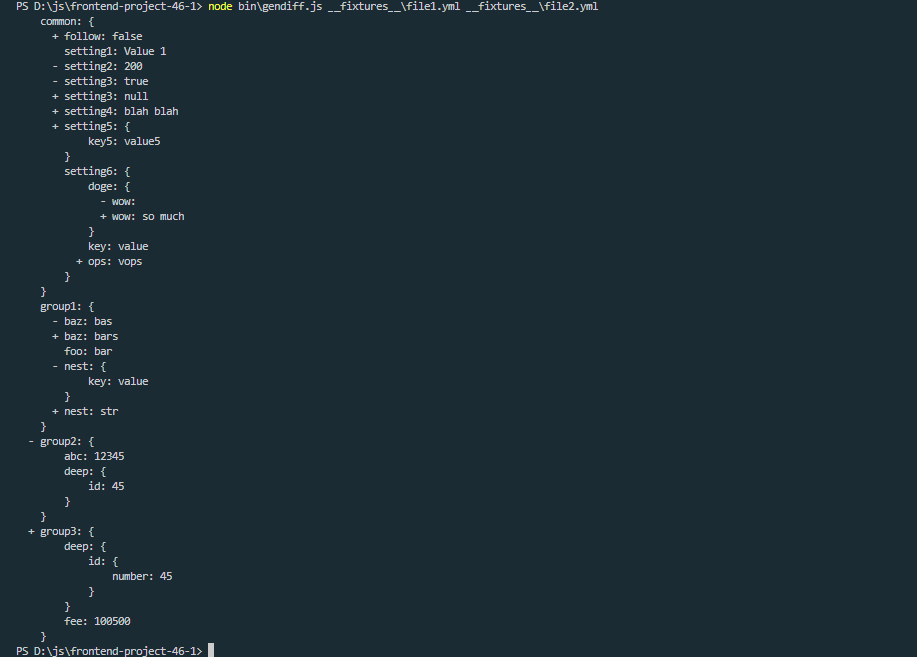 PS D:\js\frontend-project-46-1> node bin\gendiff.js __fixtures__\file1.yml __fixtures__\file2.yml
    common: {
      + follow: false
        setting1: Value 1
      - setting2: 200
      - setting3: true
      + setting3: null
      + setting4: blah blah
      + setting5: {
            key5: value5
        }
        setting6: {
            doge: {
              - wow:
              + wow: so much
            }
            key: value
          + ops: vops
        }
    }
    group1: {
      - baz: bas
      + baz: bars
        foo: bar
      - nest: {
            key: value
        }
      + nest: str
    }
  - group2: {
        abc: 12345
        deep: {
            id: 45
        }
    }
  + group3: {
        deep: {
            id: {
                number: 45
            }
        }
        fee: 100500
    }
PS D:\js\frontend-project-46-1>